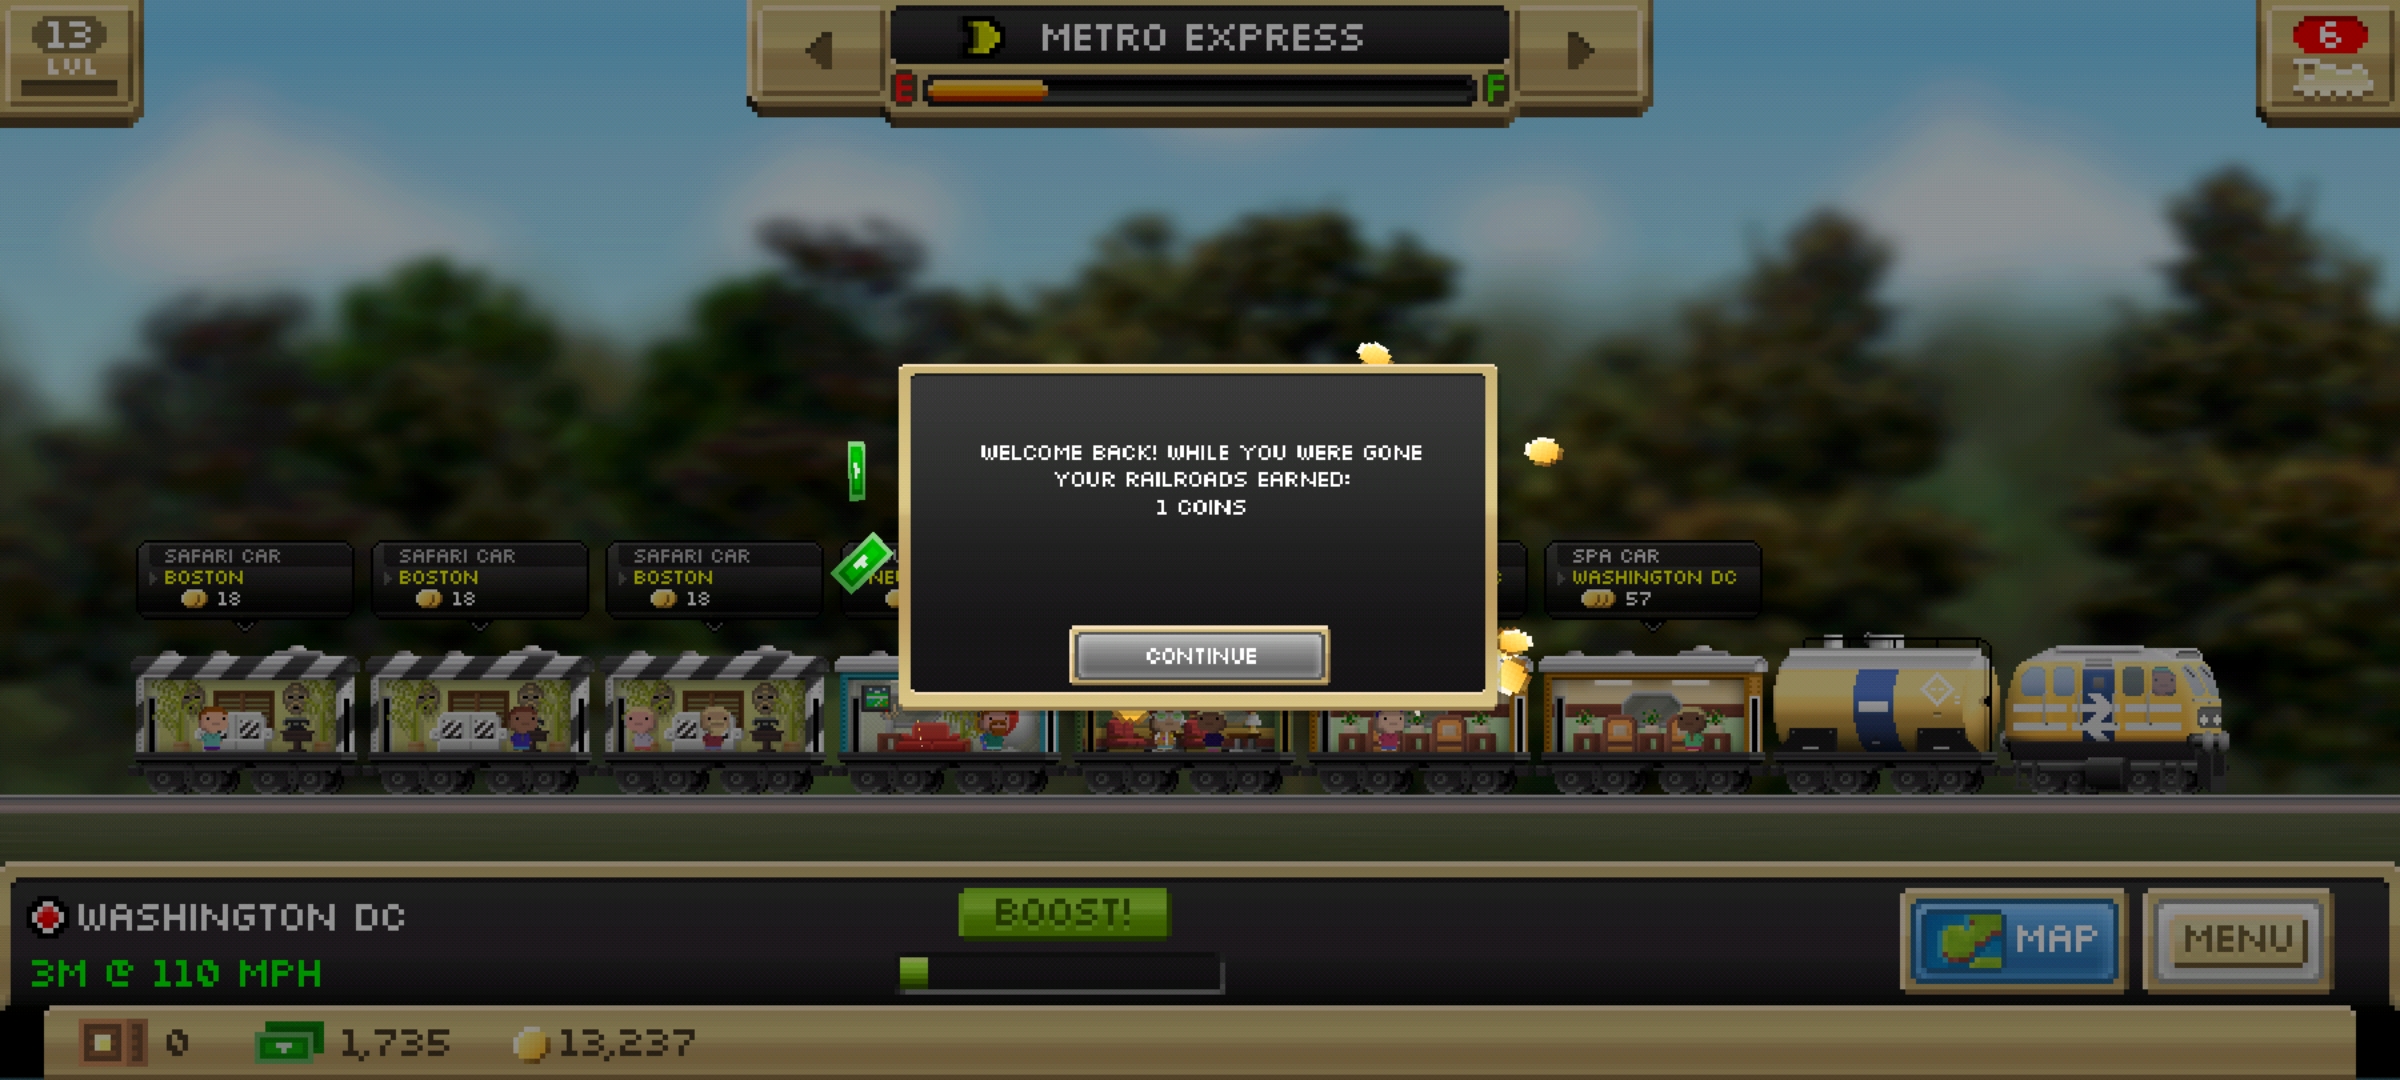 13
LVL
METRO EXPRESS
E
F
6
WELCOME BACK! WHILE YOU WERE GONE
YOUR RAILROADS EARNED:
1 COINS
CONTINUE
SAFARI CAR
BOSTON
18
SAFARI CAR
BOSTON
18
SAFARI CAR
BOSTON
18
SPA CAR
WASHINGTON DC
57
WASHINGTON DC
3M @ 110 MPH
BOOST!
MAP
MENU
0
1,735
13,237